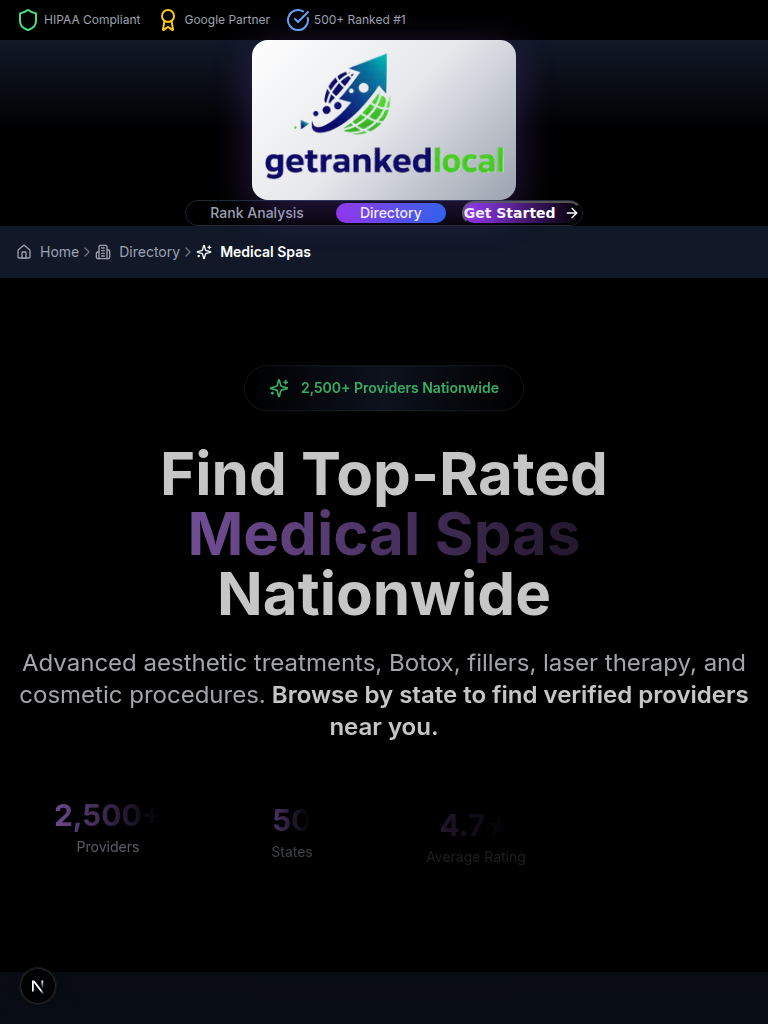 HIPAA Compliant
Google Partner
500+ Ranked #1
getrankedlocal
Rank Analysis
Directory
Get Started
Home
Directory
Medical Spas
2,500+ Providers Nationwide
Find Top-Rated
Medical Spas
Nationwide
Advanced aesthetic treatments, Botox, fillers, laser therapy, and
cosmetic procedures. Browse by state to find verified providers
near you.
2,500+
Providers
50
States
4.7★
Average Rating
N